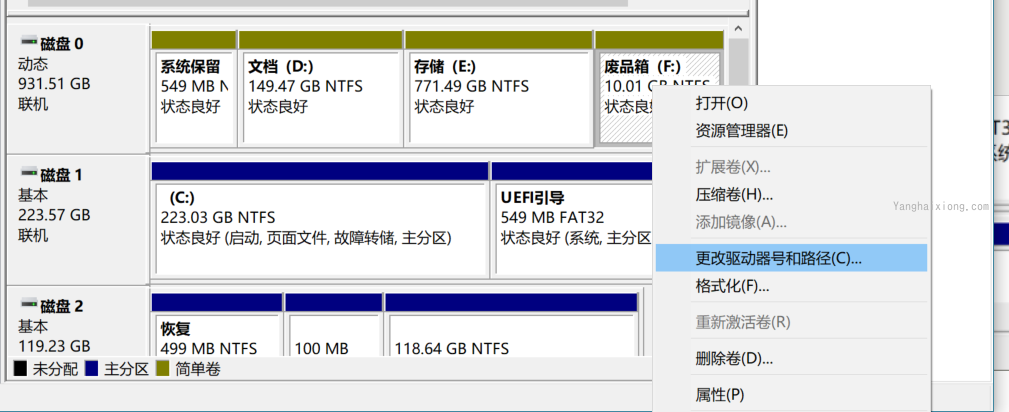 磁盘 0
动态
931.51 GB
联机
系统保留
549 MB N
状态良好
文档 (D:)
149.47 GB NTFS
状态良好
存储 (E:)
771.49 GB NTFS
状态良好
废品箱 (F:)
10.01 GB NTFS
状态良
磁盘 1
基本
223.57 GB
联机
(C:)
223.03 GB NTFS
状态良好 (启动, 页面文件, 故障转储, 主分区)
UEFI引导
549 MB FAT32
状态良好 (系统, 主分区
磁盘 2
基本
119.23 GB
恢复
499 MB NTFS
100 MB
118.64 GB NTFS
未分配 主分区 简单卷
打开(O)
资源管理器(E)
扩展卷(X)...
压缩卷(H)...
添加镜像(A)...
更改驱动器号和路径(C)...
格式化(F)...
重新激活卷(R)
删除卷(D)...
属性(P)
Yanghaixiong.com